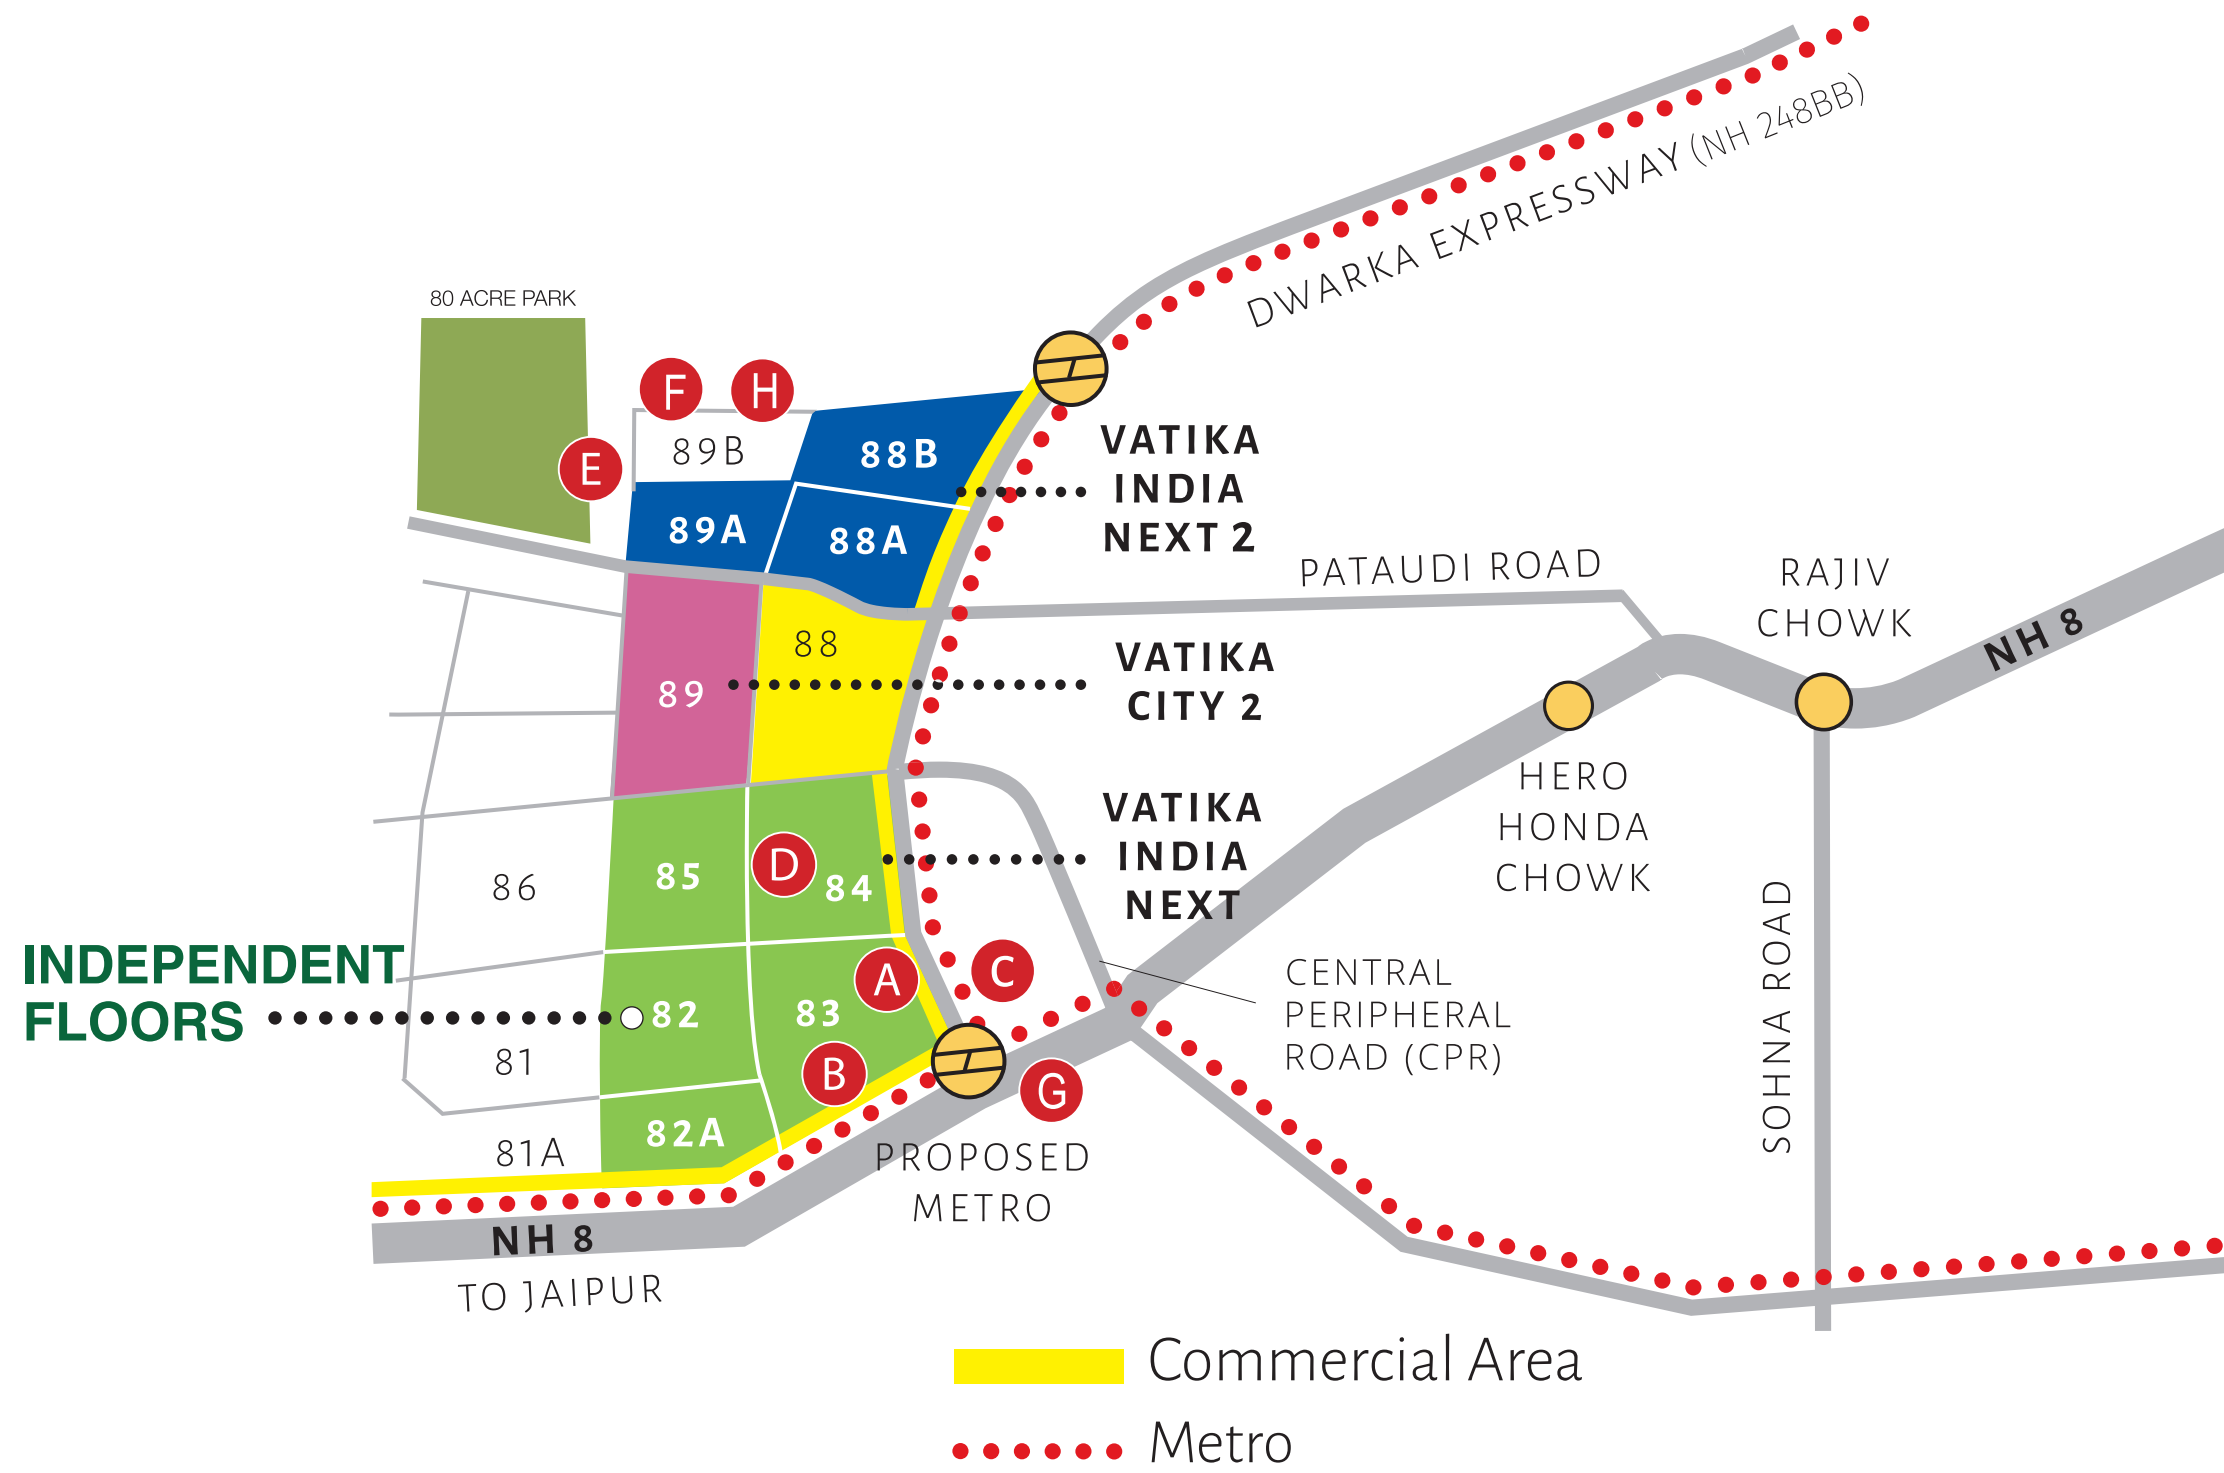 DWARKA EXPRESSWAY (NH 248BB)
80 ACRE PARK
F
H
E
89B
88B
89A
88A
VATIKA
INDIA
NEXT 2
PATAUDI ROAD
RAJIV
CHOWK
NH 8
88
89
VATIKA
CITY 2
HERO
HONDA
CHOWK
VATIKA
INDIA
NEXT
86
85
D
84
INDEPENDENT
FLOORS
82
83
A
B
C
G
81
82A
81A
CENTRAL
PERIPHERAL
ROAD (CPR)
SOHNA ROAD
PROPOSED
METRO
NH 8
TO JAIPUR
Commercial Area
Metro